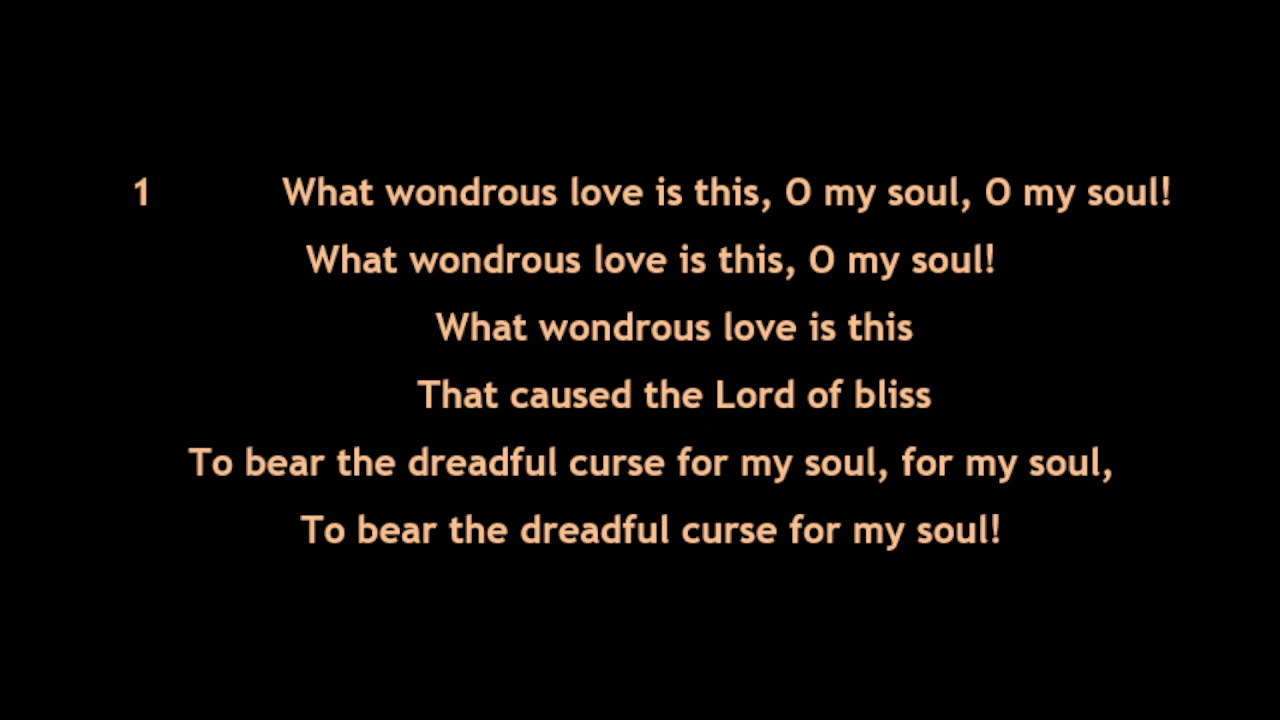 1 What wondrous love is this, O my soul, O my soul!
What wondrous love is this, O my soul!
What wondrous love is this
That caused the Lord of bliss
To bear the dreadful curse for my soul, for my soul,
To bear the dreadful curse for my soul!